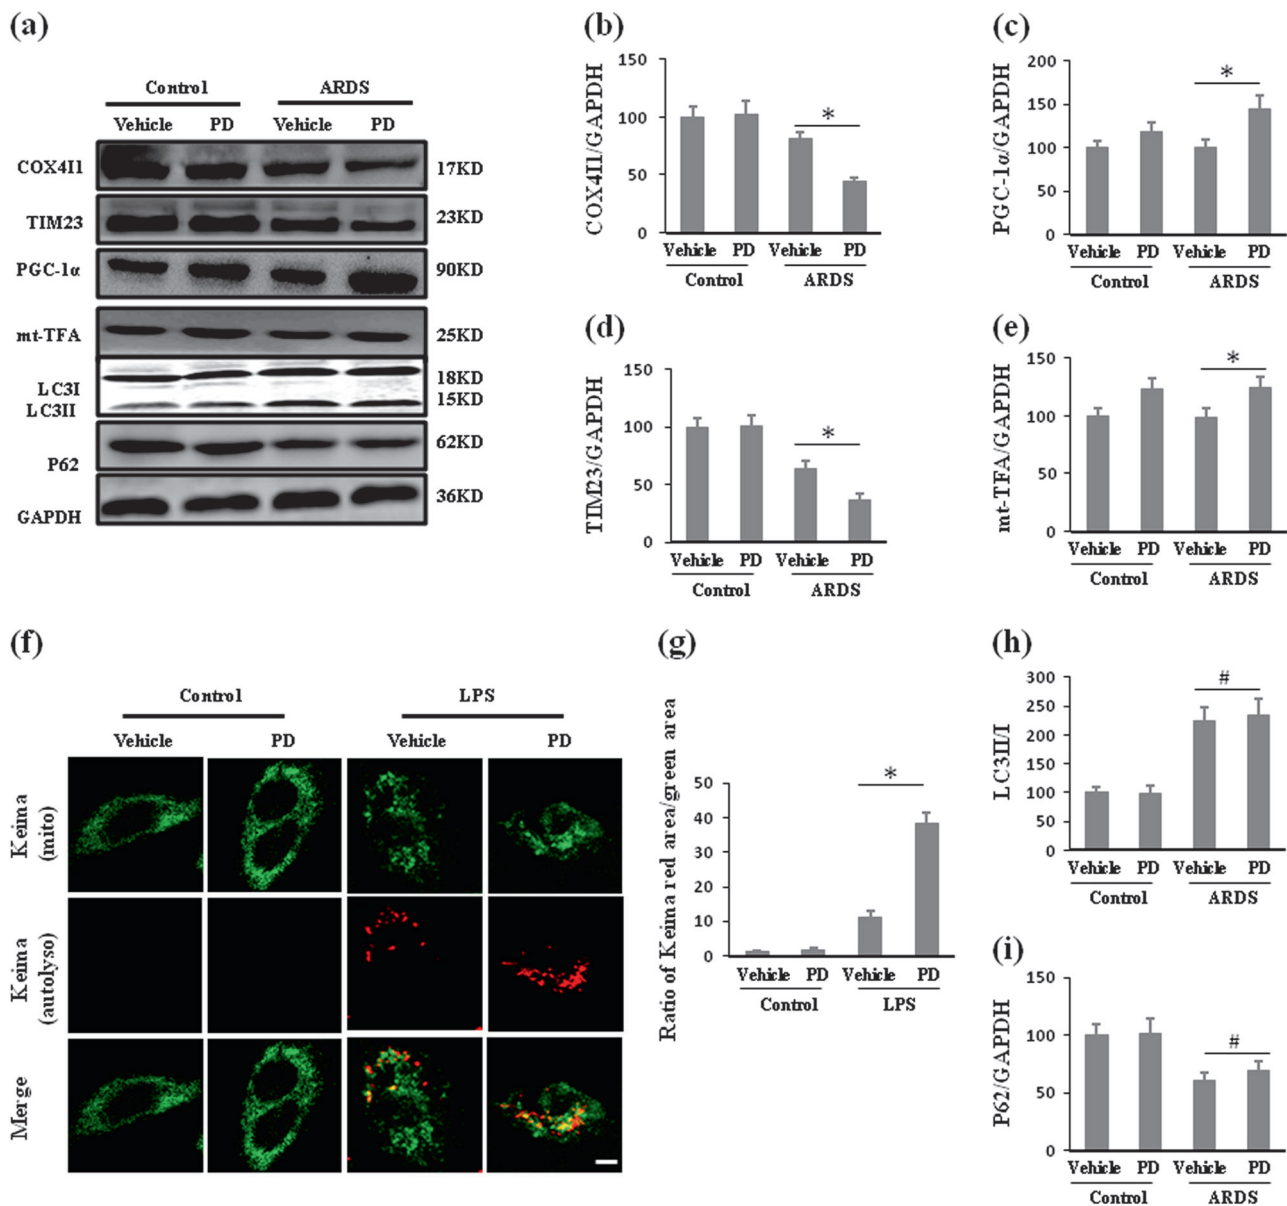 (a)
Control ARDS
Vehicle PD Vehicle PD
COX4I1 17KD
TIM23 23KD
PGC-1α 90KD
mt-TFA 25KD
LC3I 18KD
LC3II 15KD
P62 62KD
GAPDH 36KD
(b)
COX4I1/GAPDH
150
100
50
0
*
Vehicle PD Vehicle PD
Control ARDS
(c)
PGC-1α/GAPDH
200
150
100
50
0
*
Vehicle PD Vehicle PD
Control ARDS
(d)
TIM23/GAPDH
150
100
50
0
*
Vehicle PD Vehicle PD
Control ARDS
(e)
mt-TFA/GAPDH
150
100
50
0
*
Vehicle PD Vehicle PD
Control ARDS
(f)
Control LPS
Vehicle PD Vehicle PD
Keima
(mito)
Keima
(autolyso)
Merge
(g)
Ratio of Keima red area/green area
50
40
30
20
10
0
*
Vehicle PD Vehicle PD
Control LPS
(h)
LC3II/I
300
250
200
150
100
50
0
#
Vehicle PD Vehicle PD
Control ARDS
(i)
P62/GAPDH
150
100
50
0
#
Vehicle PD Vehicle PD
Control ARDS